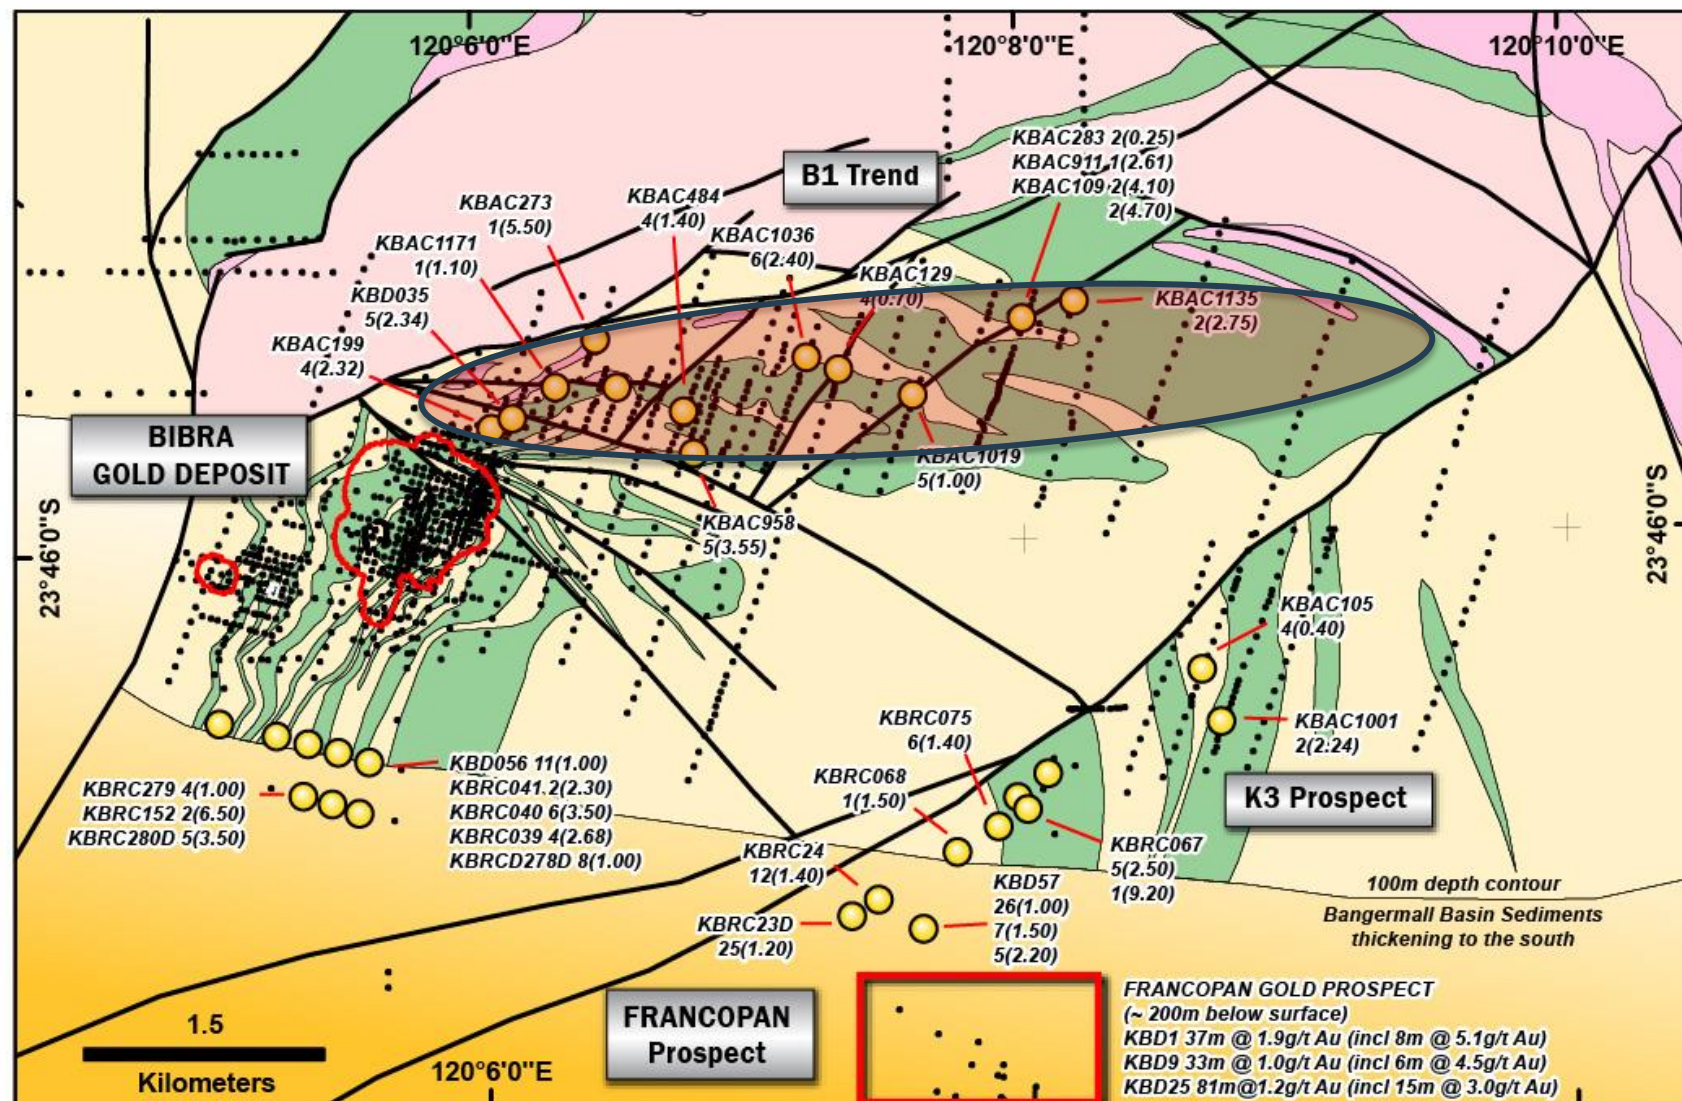 120°6'0"E
120°8'0"E
120°10'0"E
KBAC283 2(0.25)
KBAC911 1(2.61)
KBAC109 2(4.10)
2(4.70)
B1 Trend
KBAC484
4(1.40)
KBAC273
1(5.50)
KBAC1036
6(2.40)
KBAC1171
1(1.10)
KBAC129
4(0.70)
KBD035
5(2.34)
KBAC1135
2(2.75)
KBAC199
4(2.32)
BIBRA
GOLD DEPOSIT
KBAC1019
5(1.00)
KBAC958
5(3.55)
23°46'0"S
23°46'0"S
KBAC105
4(0.40)
KBAC1001
2(2.24)
KBRC075
6(1.40)
KBRC068
1(1.50)
K3 Prospect
KBD056 11(1.00)
KBRC041 2(2.30)
KBRC040 6(3.50)
KBRC039 4(2.68)
KBRCD278D 8(1.00)
KBRC279 4(1.00)
KBRC152 2(6.50)
KBRC280D 5(3.50)
KBRC067
5(2.50)
1(9.20)
KBRC24
12(1.40)
KBD57
26(1.00)
7(1.50)
5(2.20)
KBRC23D
25(1.20)
100m depth contour
Bangermall Basin Sediments
thickening to the south
FRANCOPAN
Prospect
FRANCOPAN GOLD PROSPECT
(~ 200m below surface)
KBD1 37m @ 1.9g/t Au (incl 8m @ 5.1g/t Au)
KBD9 33m @ 1.0g/t Au (incl 6m @ 4.5g/t Au)
KBD25 81m@1.2g/t Au (incl 15m @ 3.0g/t Au)
1.5
Kilometers
120°6'0"E